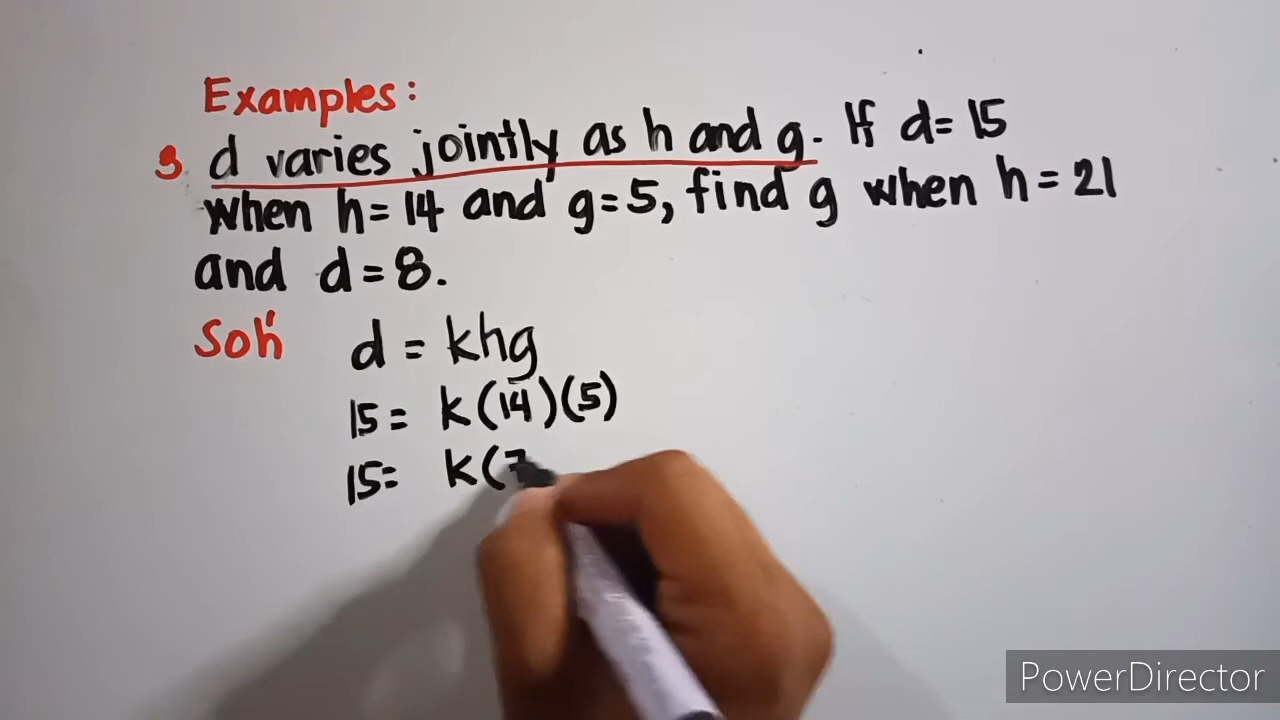 Examples:
3 d varies jointly as h and g. If d = 15
when h = 14 and g = 5, find g when h = 21
and d = 8.
Sol'n d = khg
15 = k(14)(5)
15 = k(7
PowerDirector